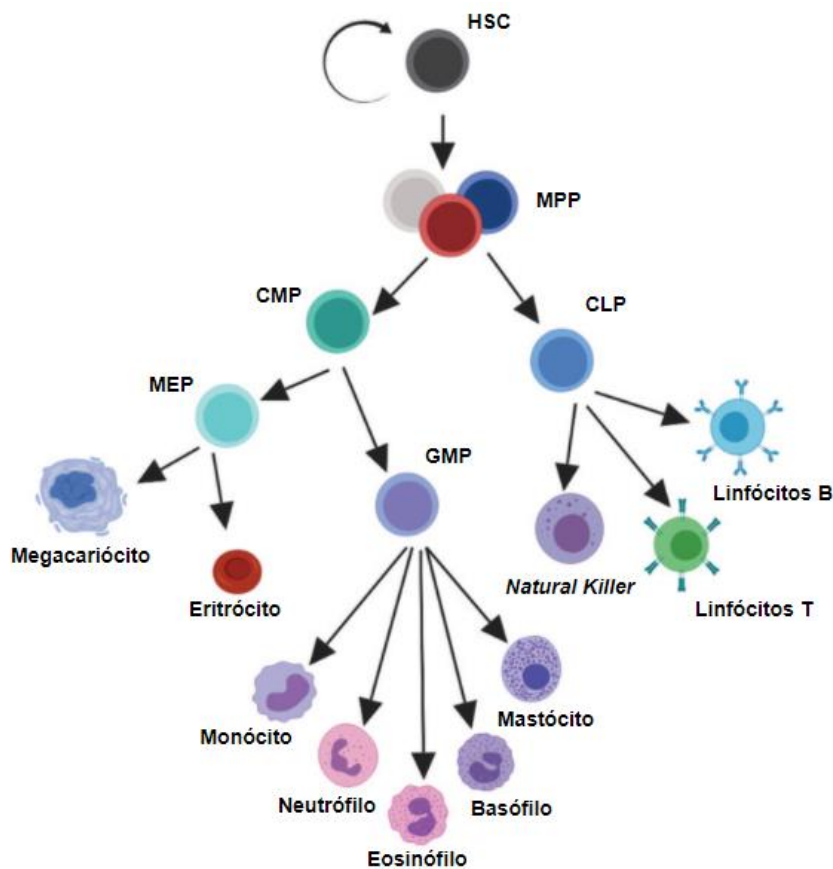 HSC
MPP
CMP
CLP
MEP
GMP
Linfócitos B
Megacariócito
Eritrócito
Natural Killer
Linfócitos T
Monócito
Mastócito
Neutrófilo
Basófilo
Eosinófilo